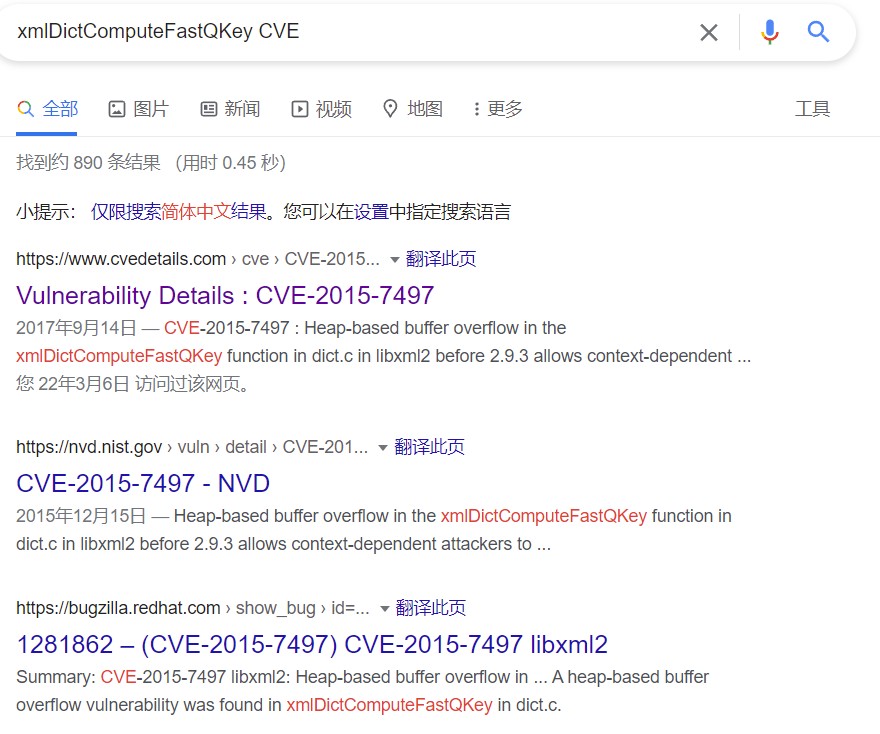 xmlDictComputeFastQKey CVE
全部 图片 新闻 视频 地图 更多 工具
找到约 890 条结果 （用时 0.45 秒）
小提示： 仅限搜索简体中文结果。您可以在设置中指定搜索语言
https://www.cvedetails.com › cve › CVE-2015... 翻译此页
Vulnerability Details : CVE-2015-7497
2017年9月14日 — CVE-2015-7497 : Heap-based buffer overflow in the
xmlDictComputeFastQKey function in dict.c in libxml2 before 2.9.3 allows context-dependent ...
您 22年3月6日 访问过该网页。
https://nvd.nist.gov › vuln › detail › CVE-201... 翻译此页
CVE-2015-7497 - NVD
2015年12月15日 — Heap-based buffer overflow in the xmlDictComputeFastQKey function in
dict.c in libxml2 before 2.9.3 allows context-dependent attackers to ...
https://bugzilla.redhat.com › show_bug › id=... 翻译此页
1281862 – (CVE-2015-7497) CVE-2015-7497 libxml2
Summary: CVE-2015-7497 libxml2: Heap-based buffer overflow in ... A heap-based buffer
overflow vulnerability was found in xmlDictComputeFastQKey in dict.c.